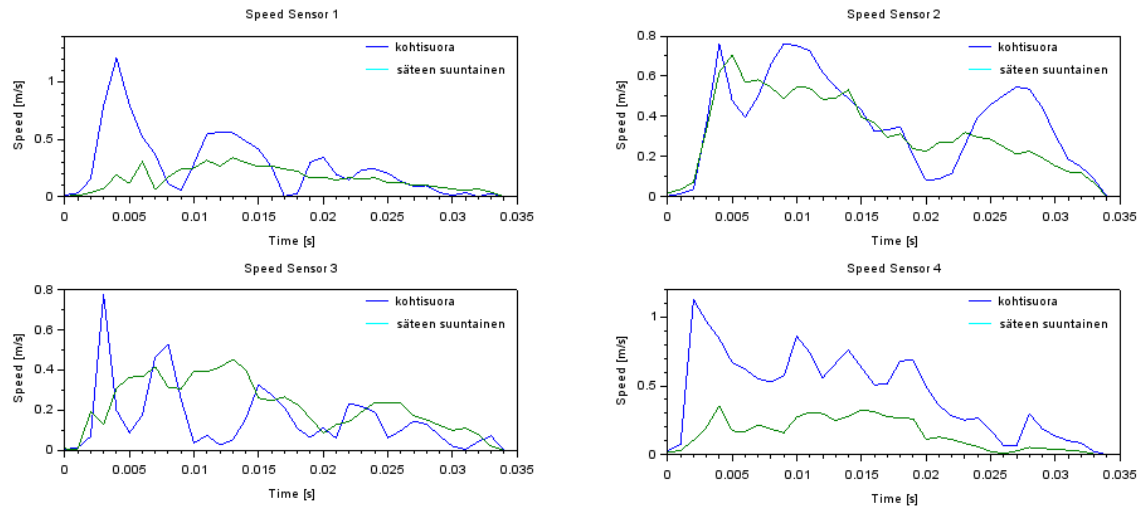 Speed Sensor 1
kohtisuora
säteen suuntainen
Speed [m/s]
1
0.5
0
0 0.005 0.01 0.015 0.02 0.025 0.03 0.035
Time [s]
Speed Sensor 2
kohtisuora
säteen suuntainen
Speed [m/s]
0.8
0.6
0.4
0.2
0
0 0.005 0.01 0.015 0.02 0.025 0.03 0.035
Time [s]
Speed Sensor 3
kohtisuora
säteen suuntainen
Speed [m/s]
0.8
0.6
0.4
0.2
0
0 0.005 0.01 0.015 0.02 0.025 0.03 0.035
Time [s]
Speed Sensor 4
kohtisuora
säteen suuntainen
Speed [m/s]
1
0.5
0
0 0.005 0.01 0.015 0.02 0.025 0.03 0.035
Time [s]